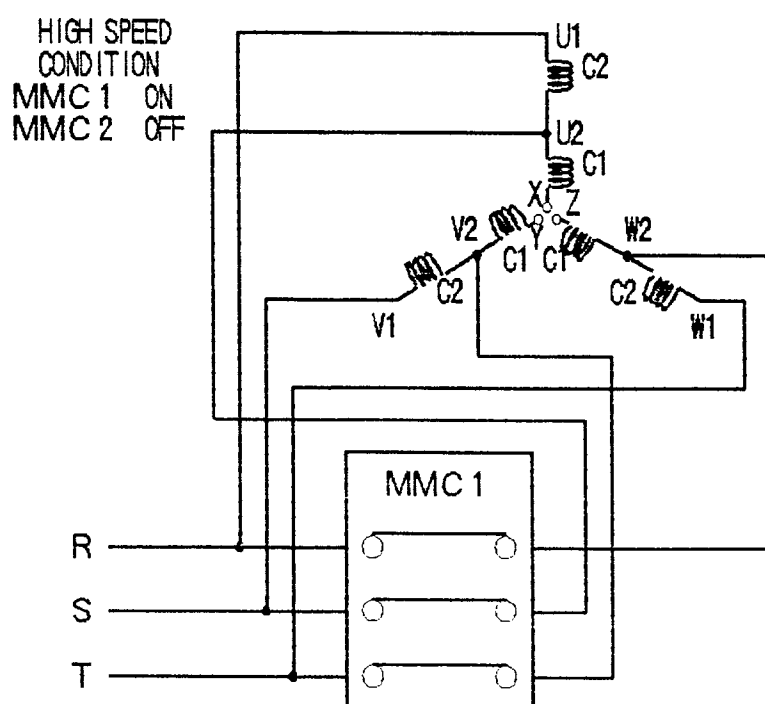 HIGH SPEED
CONDITION
MMC 1 ON
MMC 2 OFF
U1
C2
U2
C1
X
Z
Y
V2
C1
C1
W2
C2
C2
V1
W1
MMC 1
R
S
T